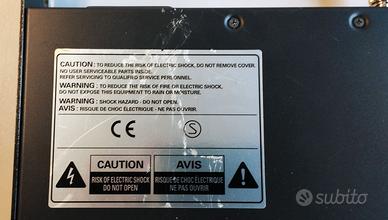 CAUTION : TO REDUCE THE RISK OF ELECTRIC SHOCK, DO NOT REMOVE COVER.
NO USER SERVICEABLE PARTS INSIDE.
REFER SERVICING TO QUALIFIED SERVICE PERSONNEL.
WARNING : TO REDUCE THE RISK OF FIRE OR ELECTRIC SHOCK,
DO NOT EXPOSE THIS EQUIPMENT TO RAIN OR MOISTURE.
WARNING : SHOCK HAZARD - DO NOT OPEN.
AVIS : RISQUE DE CHOC ÉLECTRIQUE - NE PAS OUVRIR.
CE S
CAUTION
RISK OF ELECTRIC SHOCK
DO NOT OPEN
AVIS
RISQUE DE CHOC ÉLECTRIQUE
NE PAS OUVRIR
subito